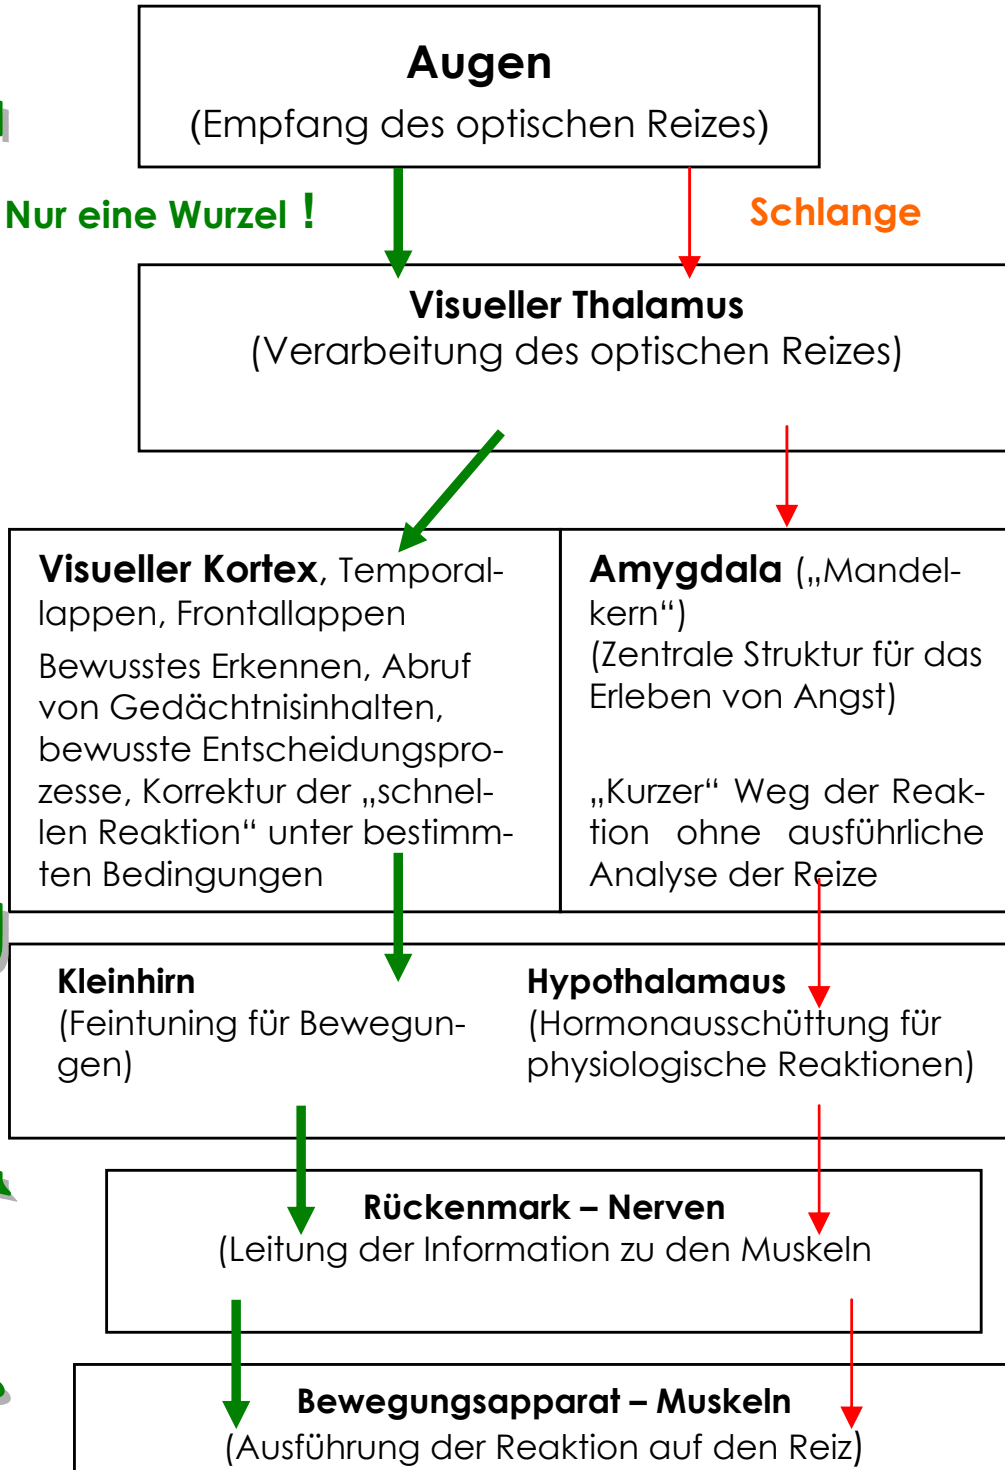 Augen
(Empfang des optischen Reizes)
Nur eine Wurzel !
Schlange
Visueller Thalamus
(Verarbeitung des optischen Reizes)
Visueller Kortex, Temporal-
lappen, Frontallappen
Bewusstes Erkennen, Abruf
von Gedächtnisinhalten,
bewusste Entscheidungspro-
zesse, Korrektur der „schnel-
len Reaktion“ unter bestimm-
ten Bedingungen
Amygdala („Mandel-
kern“)
(Zentrale Struktur für das
Erleben von Angst)
„Kurzer“ Weg der Reak-
tion ohne ausführliche
Analyse der Reize
Kleinhirn
(Feintuning für Bewegun-
gen)
Hypothalamaus
(Hormonausschüttung für
physiologische Reaktionen)
Rückenmark – Nerven
(Leitung der Information zu den Muskeln
Bewegungsapparat – Muskeln
(Ausführung der Reaktion auf den Reiz)